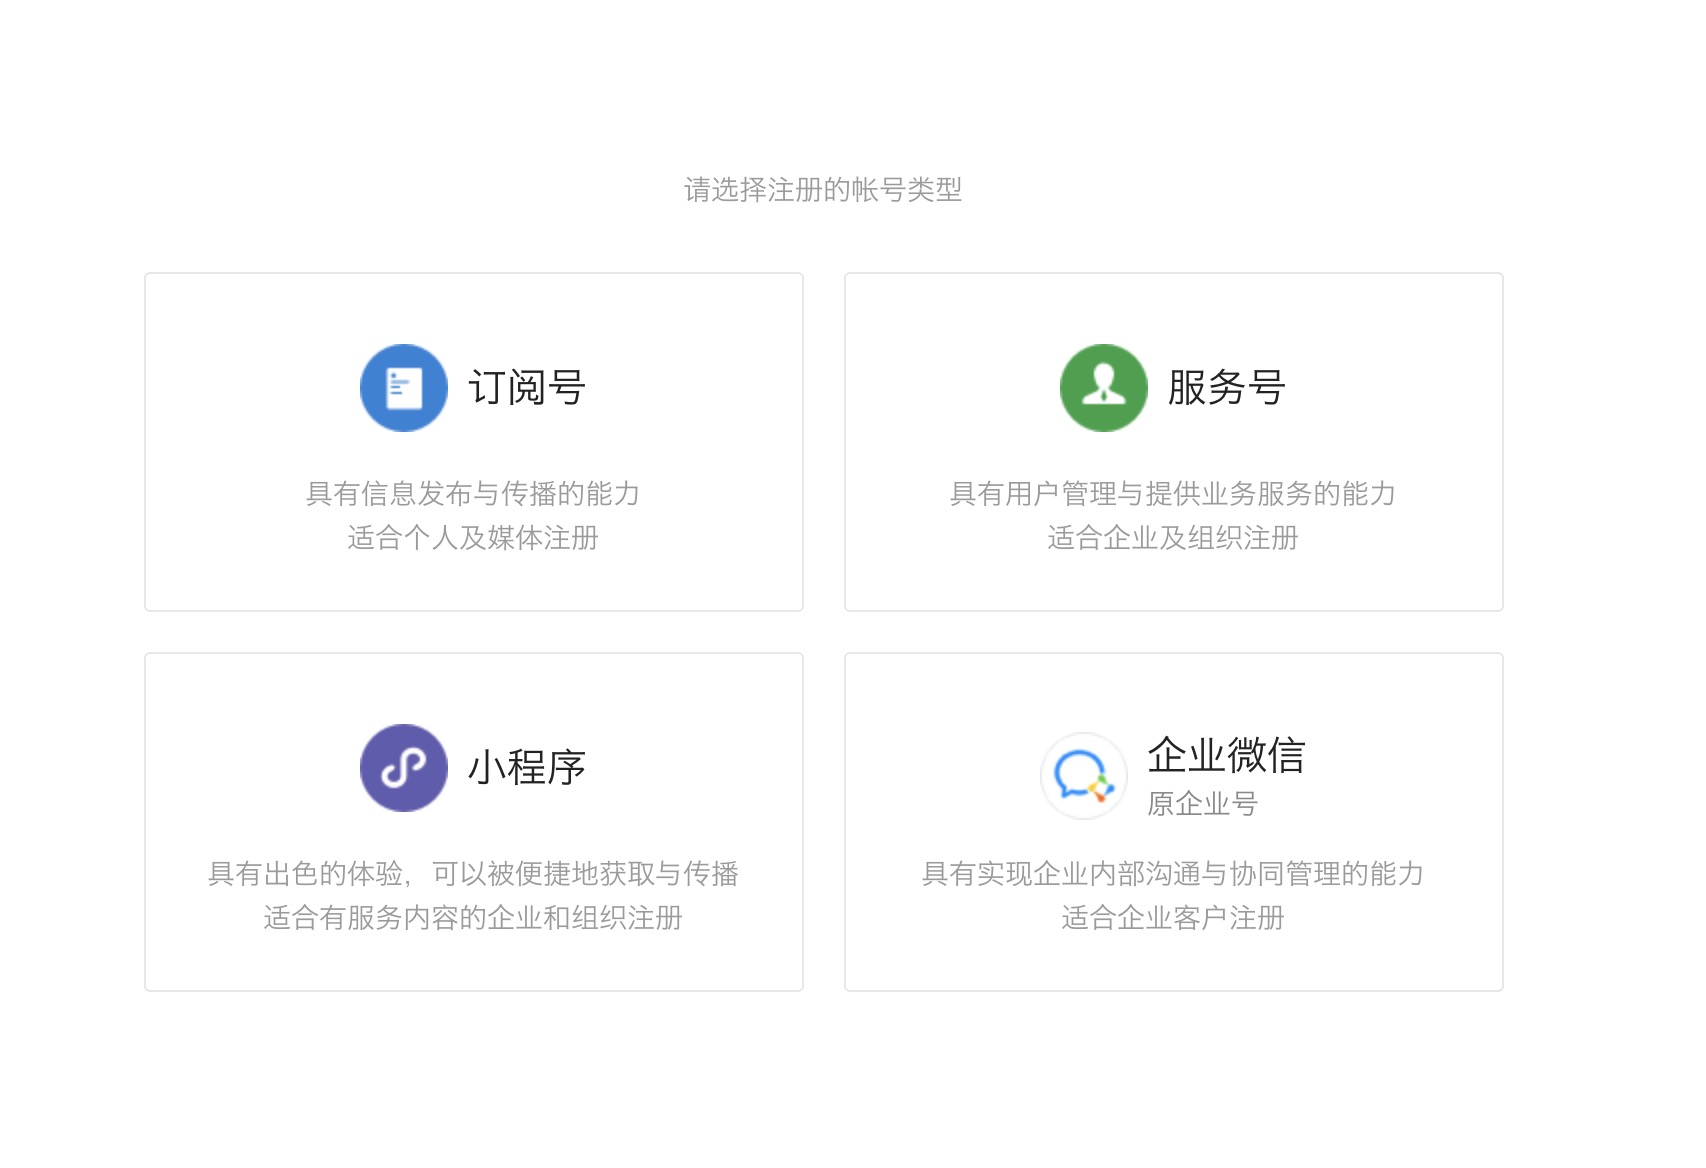 请选择注册的帐号类型
订阅号
具有信息发布与传播的能力
适合个人及媒体注册
服务号
具有用户管理与提供业务服务的能力
适合企业及组织注册
小程序
具有出色的体验，可以被便捷地获取与传播
适合有服务内容的企业和组织注册
企业微信
原企业号
具有实现企业内部沟通与协同管理的能力
适合企业客户注册